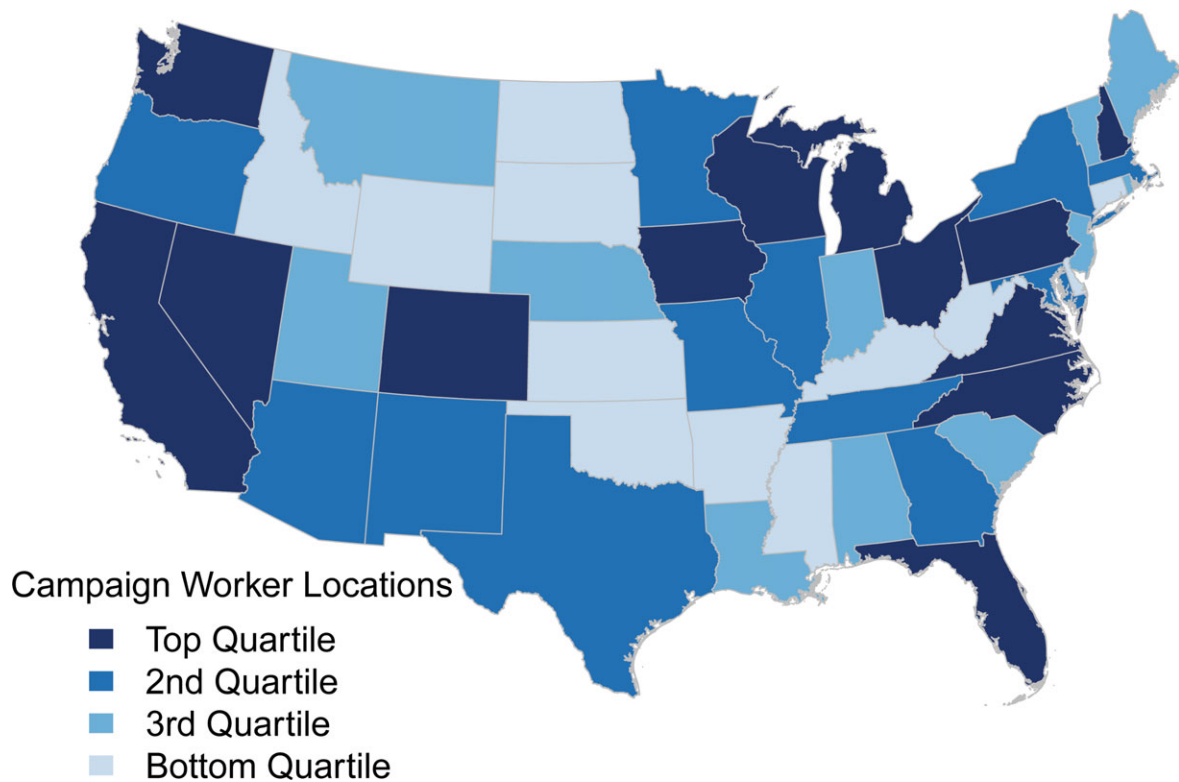 Campaign Worker Locations
Top Quartile
2nd Quartile
3rd Quartile
Bottom Quartile